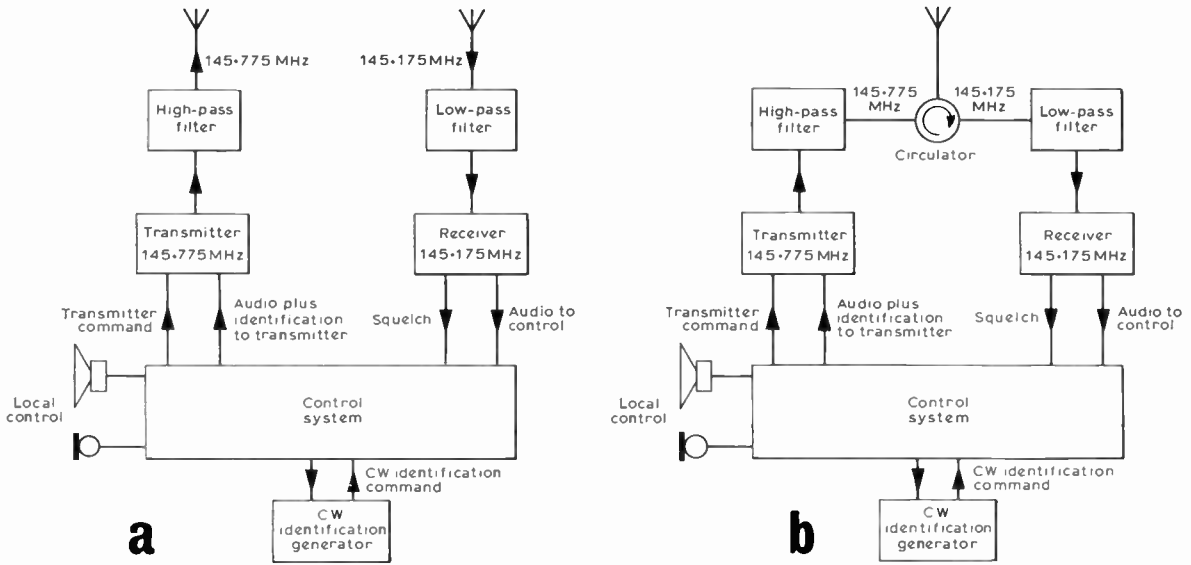 145·775 MHz
145·175 MHz
High-pass
filter
Low-pass
filter
Transmitter
145·775MHz
Receiver
145·175MHz
Transmitter
command
Audio plus
identification
to transmitter
Squelch
Audio to
control
Local
control
Control
system
CW identification
command
CW
identification
generator
a
145·775
MHz
145·175
MHz
High-pass
filter
Low-pass
filter
Circulator
Transmitter
145·775MHz
Receiver
145·175MHz
Transmitter
command
Audio plus
identification
to transmitter
Squelch
Audio to
control
Local
control
Control
system
CW identification
command
CW
identification
generator
b